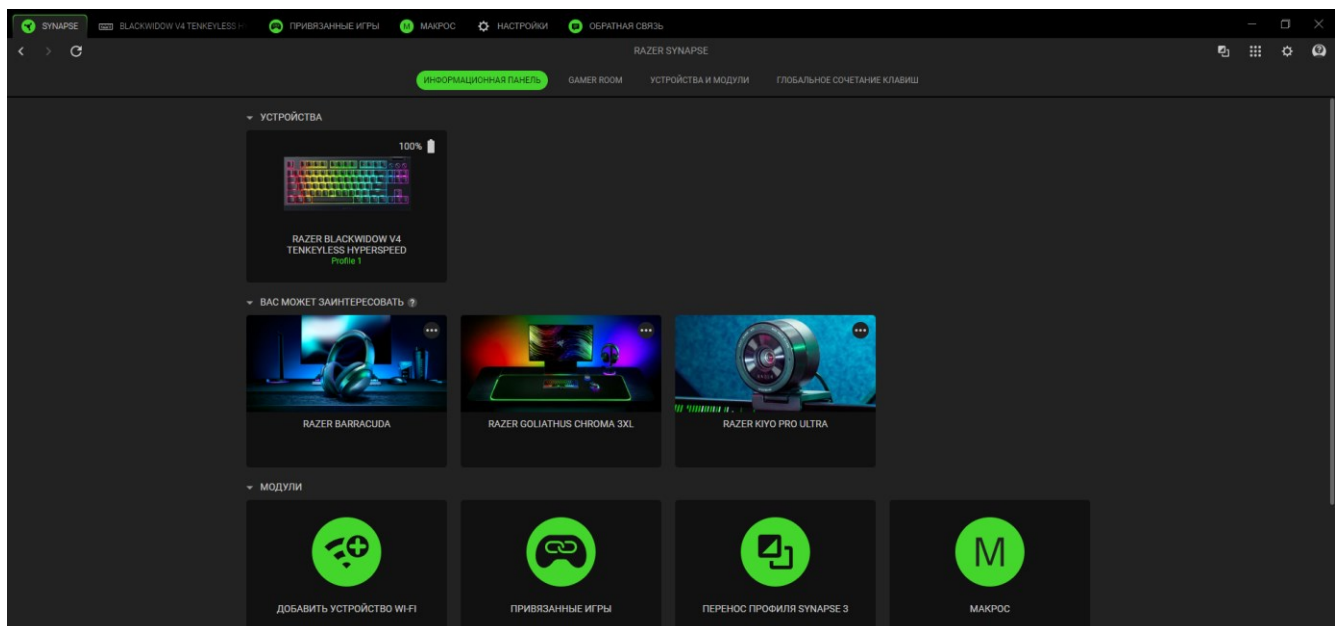 SYNAPSE
BLACKWIDOW V4 TENKEYLESS H
ПРИВЯЗАННЫЕ ИГРЫ
M МАКРОС
НАСТРОЙКИ
ОБРАТНАЯ СВЯЗЬ
RAZER SYNAPSE
ИНФОРМАЦИОННАЯ ПАНЕЛЬ
GAMER ROOM
УСТРОЙСТВА И МОДУЛИ
ГЛОБАЛЬНОЕ СОЧЕТАНИЕ КЛАВИШ
УСТРОЙСТВА
100%
RAZER BLACKWIDOW V4
TENKEYLESS HYPERSPEED
Profile 1
ВАС МОЖЕТ ЗАИНТЕРЕСОВАТЬ ?
RAZER BARRACUDA
RAZER GOLIATHUS CHROMA 3XL
RAZER KIYO PRO ULTRA
МОДУЛИ
M
ДОБАВИТЬ УСТРОЙСТВО WI-FI
ПРИВЯЗАННЫЕ ИГРЫ
ПЕРЕНОС ПРОФИЛЯ SYNAPSE 3
МАКРОС